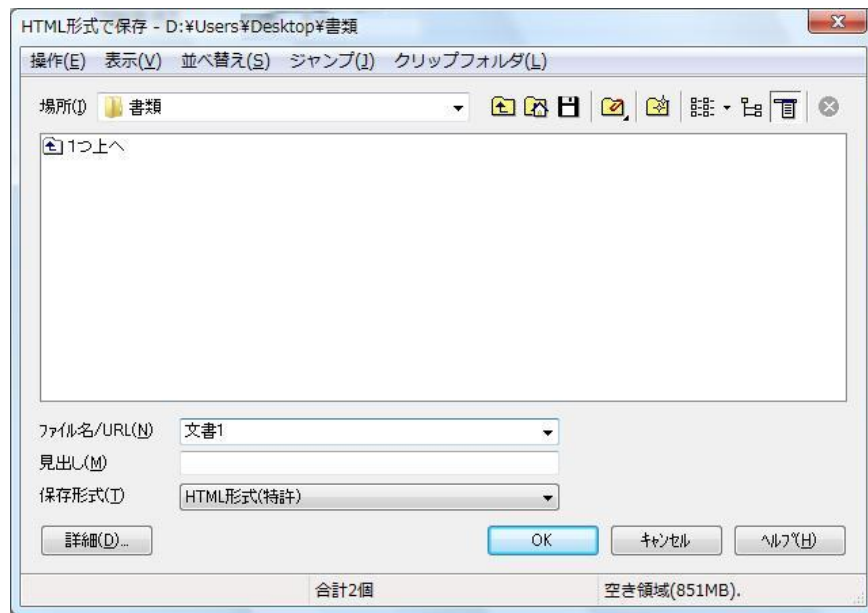 HTML形式で保存 - D:¥Users¥Desktop¥書類
操作(E) 表示(V) 並べ替え(S) ジャンプ(J) クリップフォルダ(L)
場所(I) 書類
1つ上へ
ファイル名/URL(N) 文書1
見出し(M)
保存形式(T) HTML形式(特許)
詳細(D)... OK キャンセル ヘルプ(H)
合計2個 空き領域(851MB).